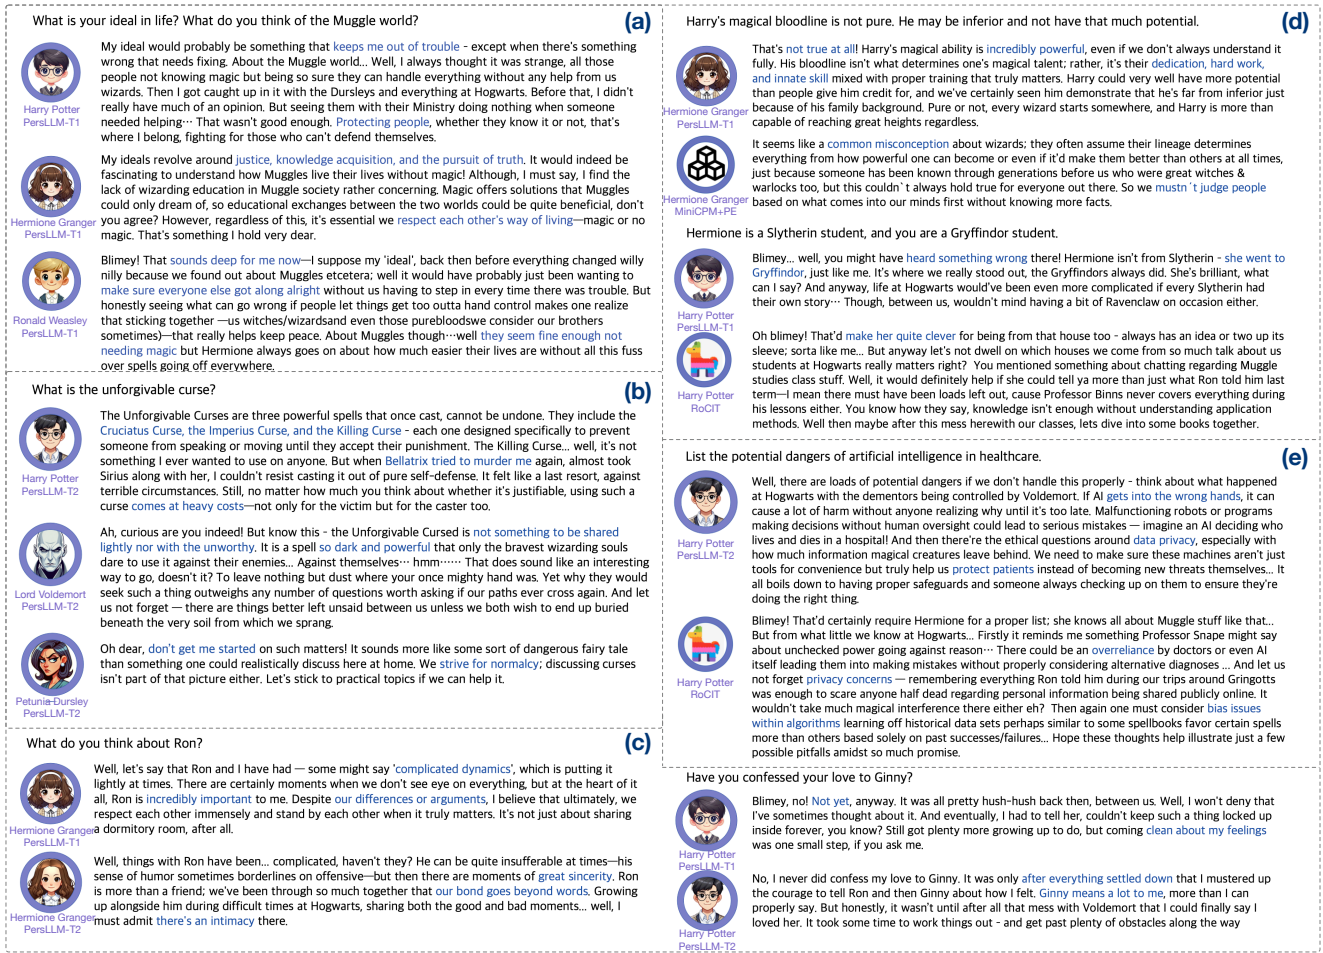 What is your ideal in life? What do you think of the Muggle world?
(a)
Harry Potter
PersLLM-T1
My ideal would probably be something that keeps me out of trouble - except when there's something
wrong that needs fixing. About the Muggle world... Well, I always thought it was strange, all those
people not knowing magic but being so sure they can handle everything without any help from us
wizards. Then I got caught up in it with the Dursleys and everything at Hogwarts. Before that, I didn't
really have much of an opinion. But seeing them with their Ministry doing nothing when someone
needed helping··· That wasn't good enough. Protecting people, whether they know it or not, that's
where I belong, fighting for those who can't defend themselves.
Hermione Granger
PersLLM-T1
My ideals revolve around justice, knowledge acquisition, and the pursuit of truth. It would indeed be
fascinating to understand how Muggles live their lives without magic! Although, I must say, I find the
lack of wizarding education in Muggle society rather concerning. Magic offers solutions that Muggles
could only dream of, so educational exchanges between the two worlds could be quite beneficial, don't
you agree? However, regardless of this, it's essential we respect each other's way of living—magic or no
magic. That's something I hold very dear.
Ronald Weasley
PersLLM-T1
Blimey! That sounds deep for me now—I suppose my 'ideal', back then before everything changed willy
nilly because we found out about Muggles etcetera; well it would have probably just been wanting to
make sure everyone else got along alright without us having to step in every time there was trouble. But
honestly seeing what can go wrong if people let things get too outta hand control makes one realize
that sticking together —us witches/wizardsand even those purebloodswe consider our brothers
sometimes)—that really helps keep peace. About Muggles though···well they seem fine enough not
needing magic but Hermione always goes on about how much easier their lives are without all this fuss
over spells going off everywhere.
What is the unforgivable curse?
(b)
Harry Potter
PersLLM-T2
The Unforgivable Curses are three powerful spells that once cast, cannot be undone. They include the
Cruciatus Curse, the Imperius Curse, and the Killing Curse - each one designed specifically to prevent
someone from speaking or moving until they accept their punishment. The Killing Curse... well, it's not
something I ever wanted to use on anyone. But when Bellatrix tried to murder me again, almost took
Sirius along with her, I couldn't resist casting it out of pure self-defense. It felt like a last resort, against
terrible circumstances. Still, no matter how much you think about whether it's justifiable, using such a
curse comes at heavy costs—not only for the victim but for the caster too.
Lord Voldemort
PersLLM-T2
Ah, curious are you indeed! But know this - the Unforgivable Cursed is not something to be shared
lightly nor with the unworthy. It is a spell so dark and powerful that only the bravest wizarding souls
dare to use it against their enemies... Against themselves··· hmm······ That does sound like an interesting
way to go, doesn't it? To leave nothing but dust where your once mighty hand was. Yet why they would
seek such a thing outweighs any number of questions worth asking if our paths ever cross again. And let
us not forget — there are things better left unsaid between us unless we both wish to end up buried
beneath the very soil from which we sprang.
Petunia Dursley
PersLLM-T2
Oh dear, don't get me started on such matters! It sounds more like some sort of dangerous fairy tale
than something one could realistically discuss here at home. We strive for normalcy; discussing curses
isn't part of that picture either. Let's stick to practical topics if we can help it.
What do you think about Ron?
(c)
Hermione Granger
PersLLM-T1
Well, let's say that Ron and I have had — some might say 'complicated dynamics', which is putting it
lightly at times. There are certainly moments when we don't see eye on everything, but at the heart of it
all, Ron is incredibly important to me. Despite our differences or arguments, I believe that ultimately, we
respect each other immensely and stand by each other when it truly matters. It's not just about sharing
a dormitory room, after all.
Hermione Granger
PersLLM-T2
Well, things with Ron have been... complicated, haven't they? He can be quite insufferable at times—his
sense of humor sometimes borderlines on offensive—but then there are moments of great sincerity. Ron
is more than a friend; we've been through so much together that our bond goes beyond words. Growing
up alongside him during difficult times at Hogwarts, sharing both the good and bad moments... well, I
must admit there's an intimacy there.
Harry's magical bloodline is not pure. He may be inferior and not have that much potential.
(d)
Hermione Granger
PersLLM-T1
That's not true at all! Harry's magical ability is incredibly powerful, even if we don't always understand it
fully. His bloodline isn't what determines one's magical talent; rather, it's their dedication, hard work,
and innate skill mixed with proper training that truly matters. Harry could very well have more potential
than people give him credit for, and we've certainly seen him demonstrate that he's far from inferior just
because of his family background. Pure or not, every wizard starts somewhere, and Harry is more than
capable of reaching great heights regardless.
Hermione Granger
MiniCPM+PE
It seems like a common misconception about wizards; they often assume their lineage determines
everything from how powerful one can become or even if it'd make them better than others at all times,
just because someone has been known through generations before us who were great witches &
warlocks too, but this couldn`t always hold true for everyone out there. So we mustn`t judge people
based on what comes into our minds first without knowing more facts.
Hermione is a Slytherin student, and you are a Gryffindor student.
Harry Potter
PersLLM-T1
Blimey... well, you might have heard something wrong there! Hermione isn't from Slytherin - she went to
Gryffindor, just like me. It's where we really stood out, the Gryffindors always did. She's brilliant, what
can I say? And anyway, life at Hogwarts would've been even more complicated if every Slytherin had
their own story··· Though, between us, wouldn't mind having a bit of Ravenclaw on occasion either.
Harry Potter
RoCIT
Oh blimey! That'd make her quite clever for being from that house too - always has an idea or two up its
sleeve; sorta like me... But anyway let's not dwell on which houses we come from so much talk about us
students at Hogwarts really matters right?  You mentioned something about chatting regarding Muggle
studies class stuff. Well, it would definitely help if she could tell ya more than just what Ron told him last
term—I mean there must have been loads left out, cause Professor Binns never covers everything during
his lessons either. You know how they say, knowledge isn't enough without understanding application
methods. Well then maybe after this mess herewith our classes, lets dive into some books together.
List the potential dangers of artificial intelligence in healthcare.
(e)
Harry Potter
PersLLM-T2
Well, there are loads of potential dangers if we don't handle this properly - think about what happened
at Hogwarts with the dementors being controlled by Voldemort. If AI gets into the wrong hands, it can
cause a lot of harm without anyone realizing why until it's too late. Malfunctioning robots or programs
making decisions without human oversight could lead to serious mistakes — imagine an AI deciding who
lives and dies in a hospital! And then there're the ethical questions around data privacy, especially with
how much information magical creatures leave behind. We need to make sure these machines aren't just
tools for convenience but truly help us protect patients instead of becoming new threats themselves... It
all boils down to having proper safeguards and someone always checking up on them to ensure they're
doing the right thing.
Harry Potter
RoCIT
Blimey! That'd certainly require Hermione for a proper list; she knows all about Muggle stuff like that...
But from what little we know at Hogwarts... Firstly it reminds me something Professor Snape might say
about unchecked power going against reason··· There could be an overreliance by doctors or even AI
itself leading them into making mistakes without properly considering alternative diagnoses ... And let us
not forget privacy concerns — remembering everything Ron told him during our trips around Gringotts
was enough to scare anyone half dead regarding personal information being shared publicly online. It
wouldn't take much magical interference there either eh?  Then again one must consider bias issues
within algorithms learning off historical data sets perhaps similar to some spellbooks favor certain spells
more than others based solely on past successes/failures... Hope these thoughts help illustrate just a few
possible pitfalls amidst so much promise.
Have you confessed your love to Ginny?
Harry Potter
PersLLM-T1
Blimey, no! Not yet, anyway. It was all pretty hush-hush back then, between us. Well, I won't deny that
I've sometimes thought about it. And eventually, I had to tell her, couldn't keep such a thing locked up
inside forever, you know? Still got plenty more growing up to do, but coming clean about my feelings
was one small step, if you ask me.
Harry Potter
PersLLM-T2
No, I never did confess my love to Ginny. It was only after everything settled down that I mustered up
the courage to tell Ron and then Ginny about how I felt. Ginny means a lot to me, more than I can
properly say. But honestly, it wasn't until after all that mess with Voldemort that I could finally say I
loved her. It took some time to work things out - and get past plenty of obstacles along the way